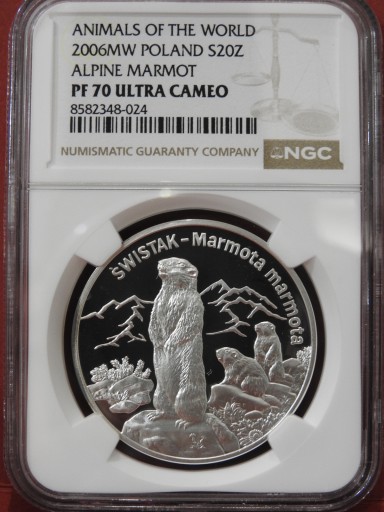 ANIMALS OF THE WORLD
2006MW POLAND S20Z
ALPINE MARMOT
PF 70 ULTRA CAMEO
8582348-024
NUMISMATIC GUARANTY COMPANY NGC
ŚWISTAK - Marmota marmota